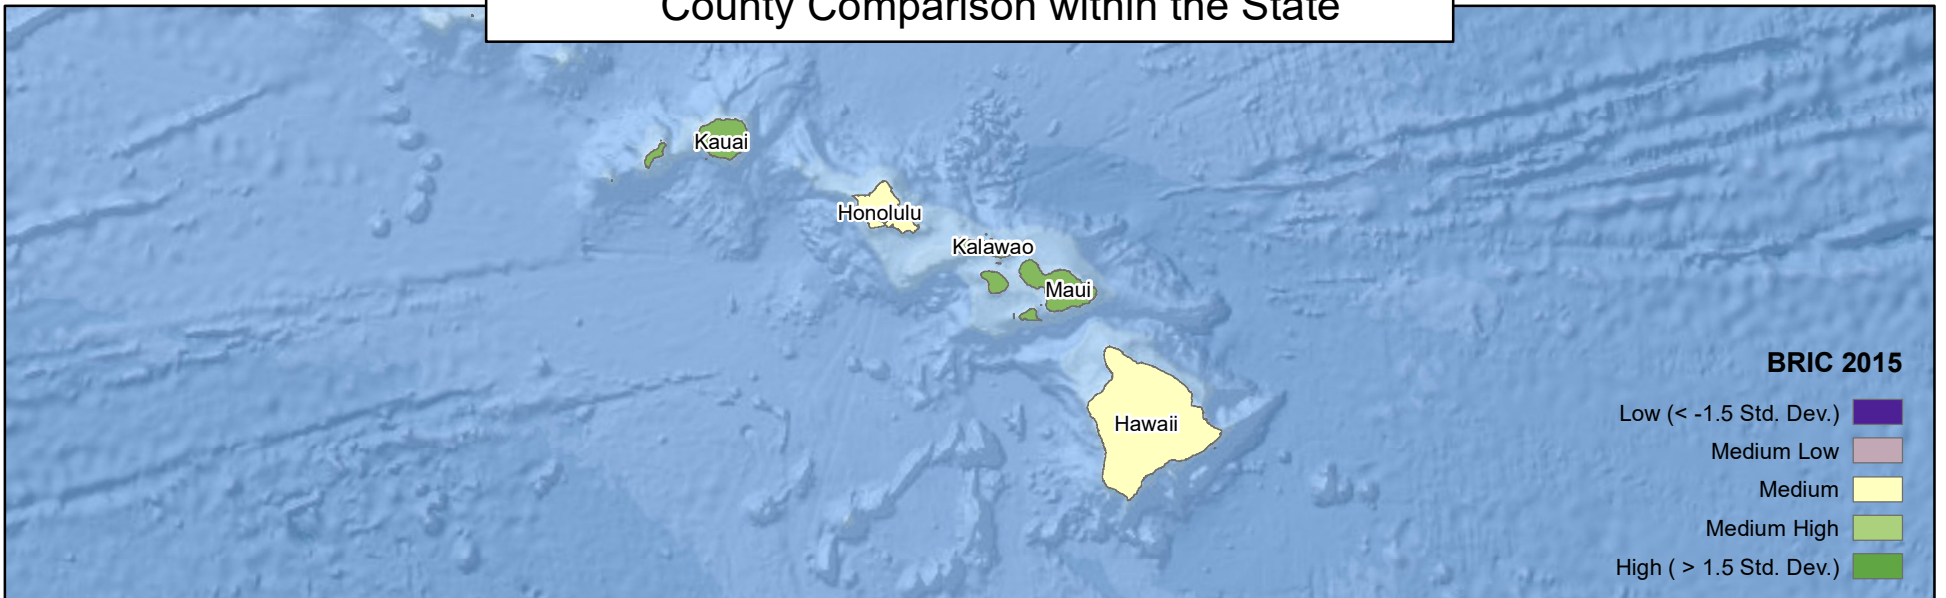 County Comparison within the State
Kauai
Honolulu
Kalawao
Maui
Hawaii
BRIC 2015
Low (< -1.5 Std. Dev.)
Medium Low
Medium
Medium High
High ( > 1.5 Std. Dev.)